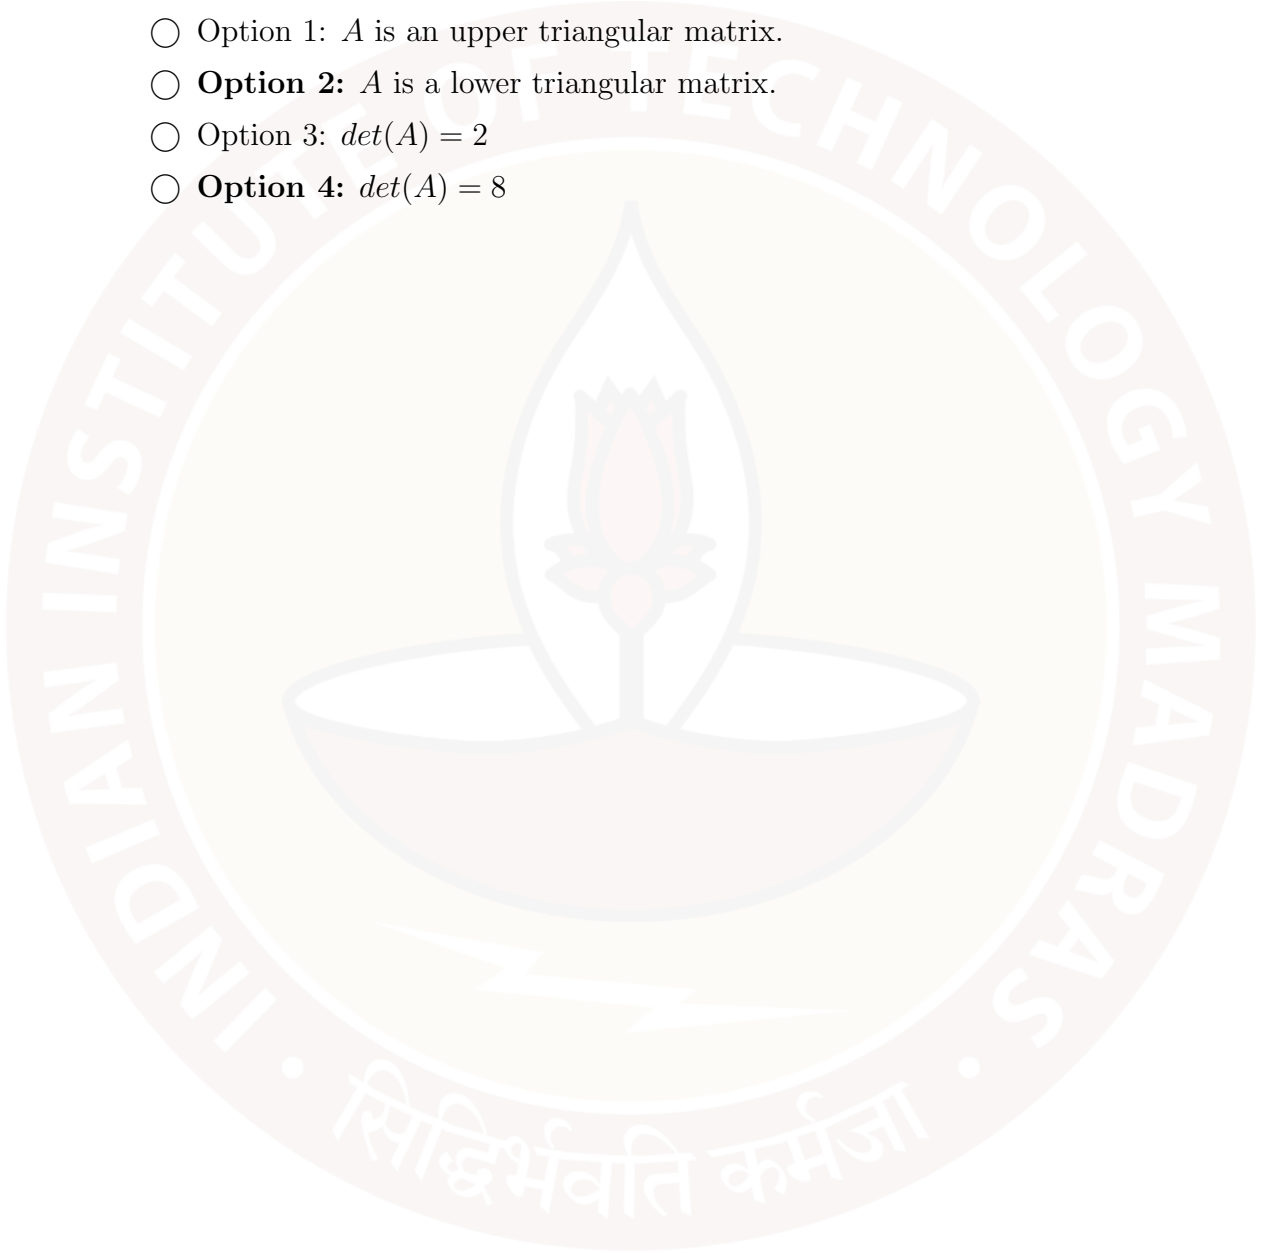 Option 1: A is an upper triangular matrix.
Option 2: A is a lower triangular matrix.
Option 3: det(A) = 2
Option 4: det(A) = 8
INDIAN INSTITUTE OF TECHNOLOGY MADRAS
सिद्धिर्भवति कर्मजा